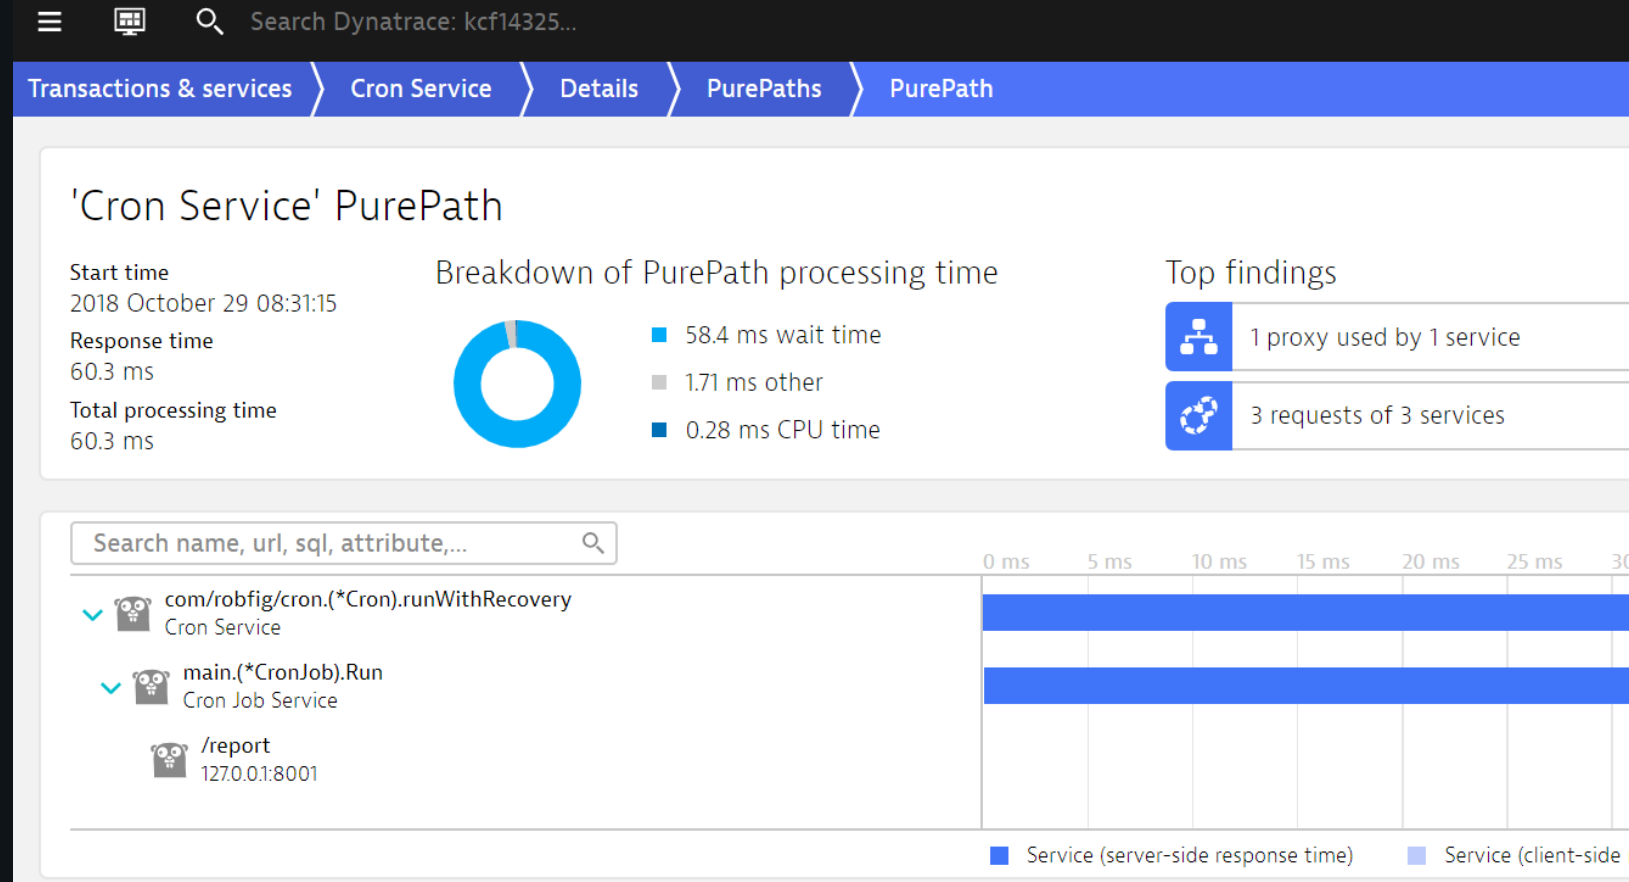 Search Dynatrace: kcf14325...
Transactions & services
Cron Service
Details
PurePaths
PurePath
'Cron Service' PurePath
Start time
2018 October 29 08:31:15
Response time
60.3 ms
Total processing time
60.3 ms
Breakdown of PurePath processing time
58.4 ms wait time
1.71 ms other
0.28 ms CPU time
Top findings
1 proxy used by 1 service
3 requests of 3 services
Search name, url, sql, attribute,...
0 ms 5 ms 10 ms 15 ms 20 ms 25 ms 30
com/robfig/cron.(*Cron).runWithRecovery
Cron Service
main.(*CronJob).Run
Cron Job Service
/report
127.0.0.1:8001
Service (server-side response time)
Service (client-side